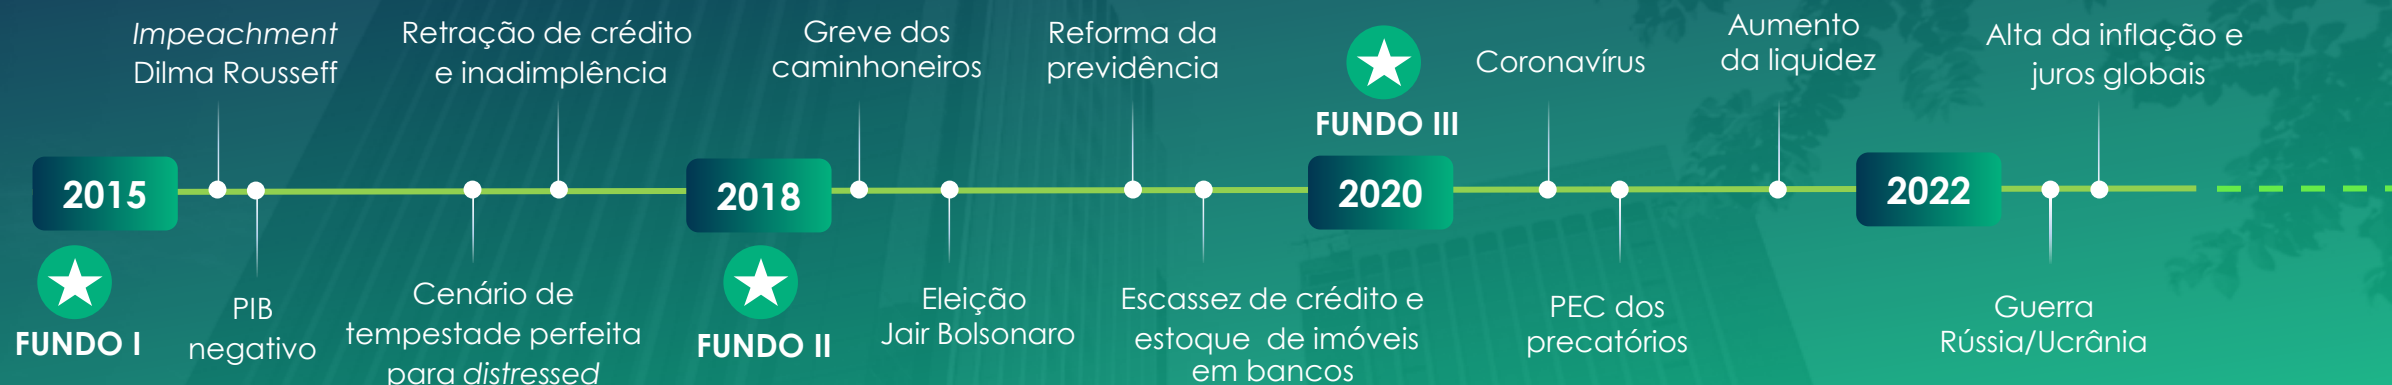 Impeachment
Dilma Rousseff
Retração de crédito
e inadimplência
Greve dos
caminhoneiros
Reforma da
previdência
FUNDO III
Coronavírus
Aumento
da liquidez
Alta da inflação e
juros globais
2015
2018
2020
2022
FUNDO I
PIB
negativo
Cenário de
tempestade perfeita
para distressed
FUNDO II
Eleição
Jair Bolsonaro
Escassez de crédito e
estoque de imóveis
em bancos
PEC dos
precatórios
Guerra
Rússia/Ucrânia